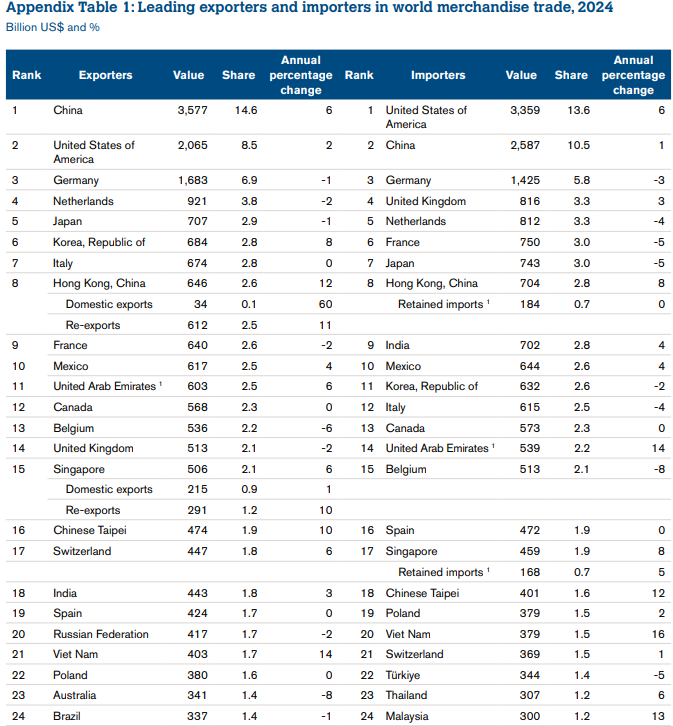 Appendix Table 1: Leading exporters and importers in world merchandise trade, 2024
Billion US$ and %
Rank Exporters Value Share Annual percentage change Rank Importers Value Share Annual percentage change
1 China 3,577 14.6 6 1 United States of America 3,359 13.6 6
2 United States of America 2,065 8.5 2 2 China 2,587 10.5 1
3 Germany 1,683 6.9 -1 3 Germany 1,425 5.8 -3
4 Netherlands 921 3.8 -2 4 United Kingdom 816 3.3 3
5 Japan 707 2.9 -1 5 Netherlands 812 3.3 -4
6 Korea, Republic of 684 2.8 8 6 France 750 3.0 -5
7 Italy 674 2.8 0 7 Japan 743 3.0 -5
8 Hong Kong, China 646 2.6 12 8 Hong Kong, China 704 2.8 8
Domestic exports 34 0.1 60 Retained imports ¹ 184 0.7 0
Re-exports 612 2.5 11
9 France 640 2.6 -2 9 India 702 2.8 4
10 Mexico 617 2.5 4 10 Mexico 644 2.6 4
11 United Arab Emirates ¹ 603 2.5 6 11 Korea, Republic of 632 2.6 -2
12 Canada 568 2.3 0 12 Italy 615 2.5 -4
13 Belgium 536 2.2 -6 13 Canada 573 2.3 0
14 United Kingdom 513 2.1 -2 14 United Arab Emirates ¹ 539 2.2 14
15 Singapore 506 2.1 6 15 Belgium 513 2.1 -8
Domestic exports 215 0.9 1
Re-exports 291 1.2 10
16 Chinese Taipei 474 1.9 10 16 Spain 472 1.9 0
17 Switzerland 447 1.8 6 17 Singapore 459 1.9 8
Retained imports ¹ 168 0.7 5
18 India 443 1.8 3 18 Chinese Taipei 401 1.6 12
19 Spain 424 1.7 0 19 Poland 379 1.5 2
20 Russian Federation 417 1.7 -2 20 Viet Nam 379 1.5 16
21 Viet Nam 403 1.7 14 21 Switzerland 369 1.5 1
22 Poland 380 1.6 0 22 Türkiye 344 1.4 -5
23 Australia 341 1.4 -8 23 Thailand 307 1.2 6
24 Brazil 337 1.4 -1 24 Malaysia 300 1.2 13